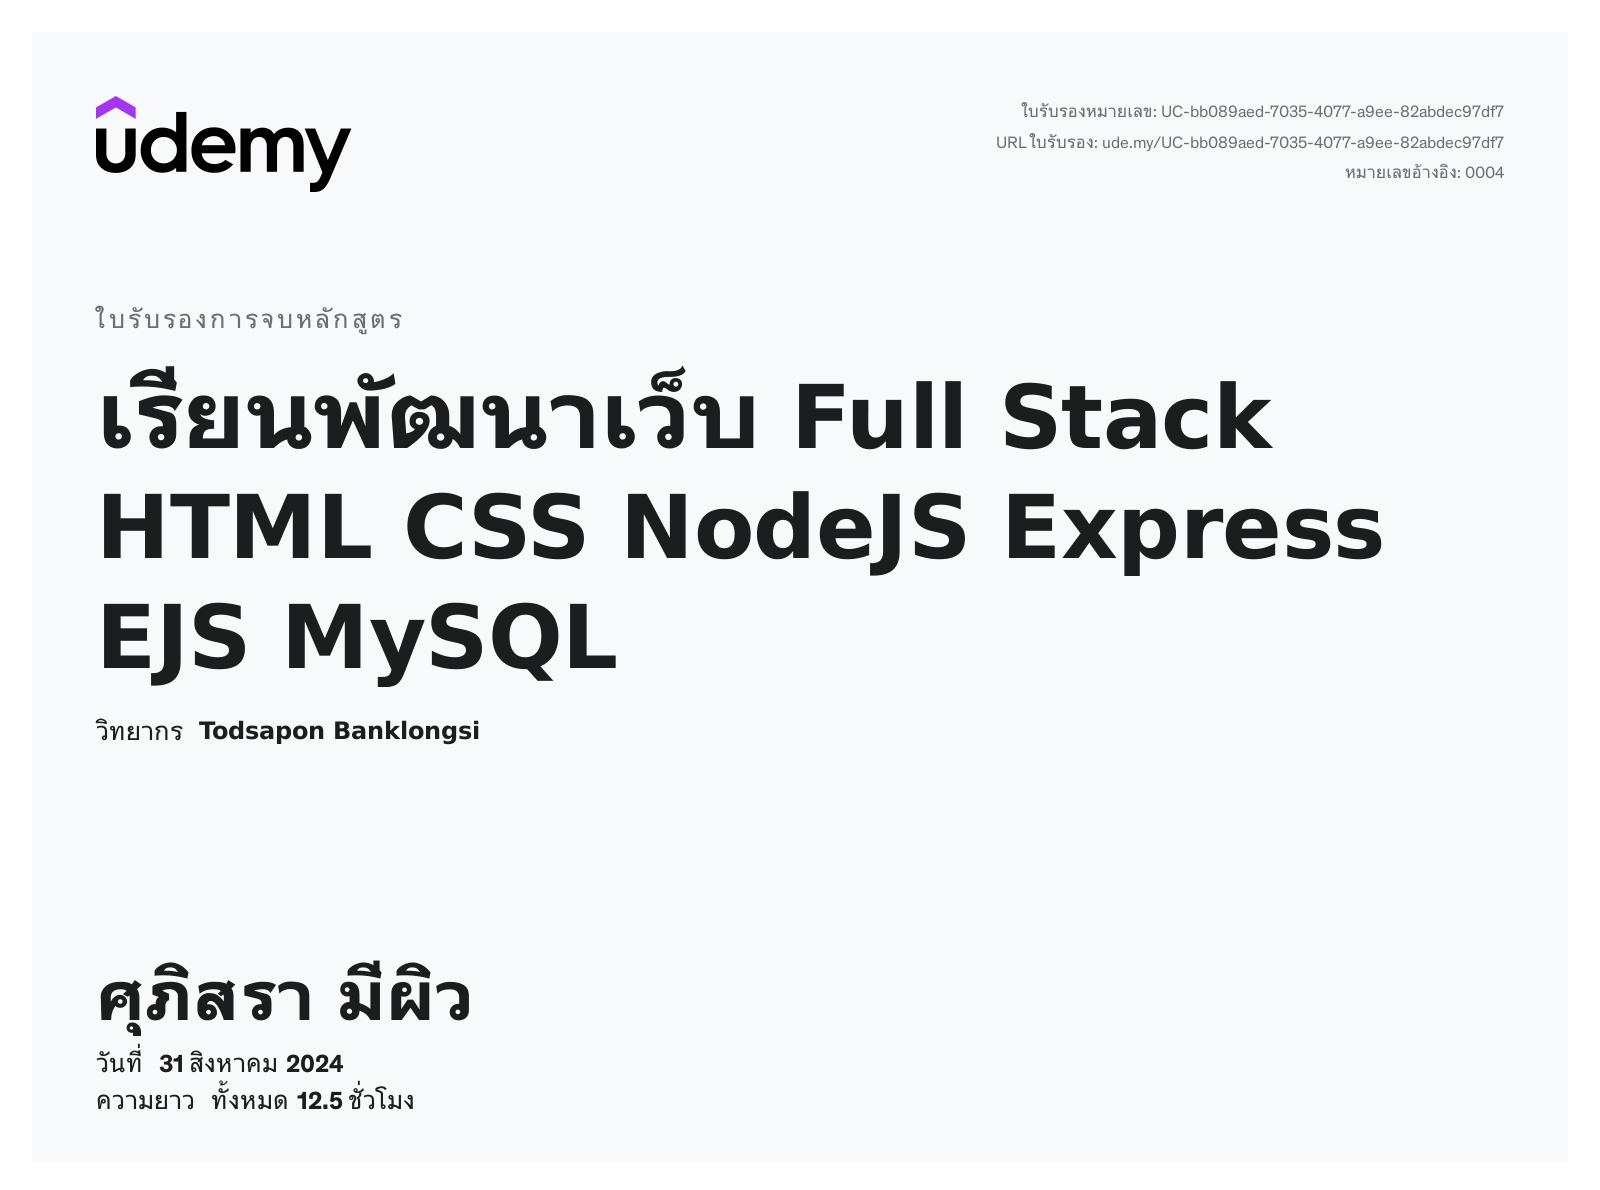 udemy
ใบรับรองหมายเลข: UC-bb089aed-7035-4077-a9ee-82abdec97df7
URL ใบรับรอง: ude.my/UC-bb089aed-7035-4077-a9ee-82abdec97df7
หมายเลขอ้างอิง: 0004
ใบรับรองการจบหลักสูตร
เรียนพัฒนาเว็บ Full Stack
HTML CSS NodeJS Express
EJS MySQL
วิทยากร Todsapon Banklongsi
ศุภิสรา มีผิว
วันที่ 31 สิงหาคม 2024
ความยาว ทั้งหมด 12.5 ชั่วโมง